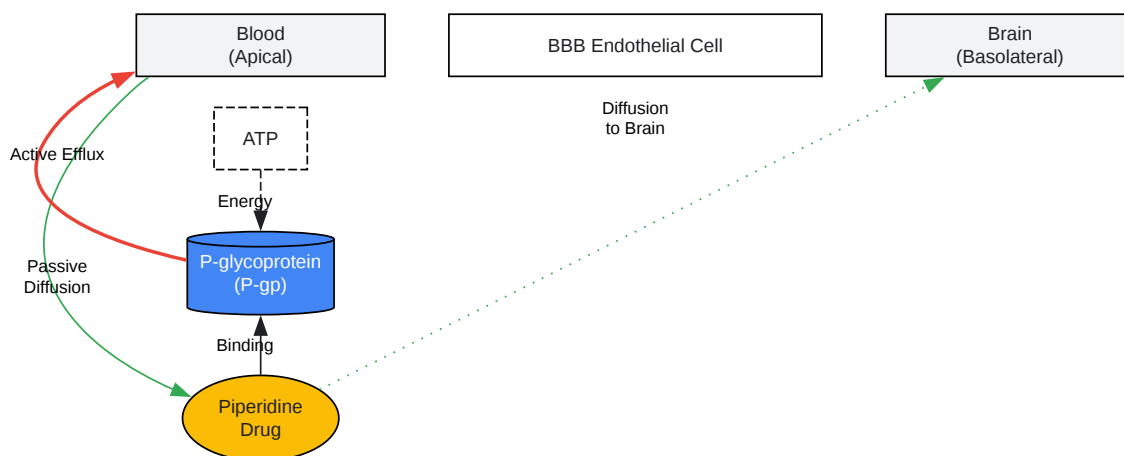 Blood
(Apical)
BBB Endothelial Cell
Brain
(Basolateral)
Diffusion
to Brain
ATP
Active Efflux
Energy
P-glycoprotein
(P-gp)
Passive
Diffusion
Binding
Piperidine
Drug